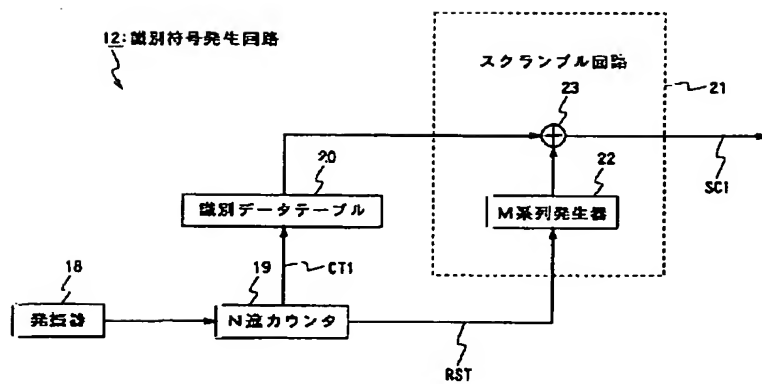 12:識別符号発生回路
スクランブル回路
23
21
20
22
SC1
識別データテーブル
M系列発生器
18
19
CT1
発振器
N進カウンタ
RST